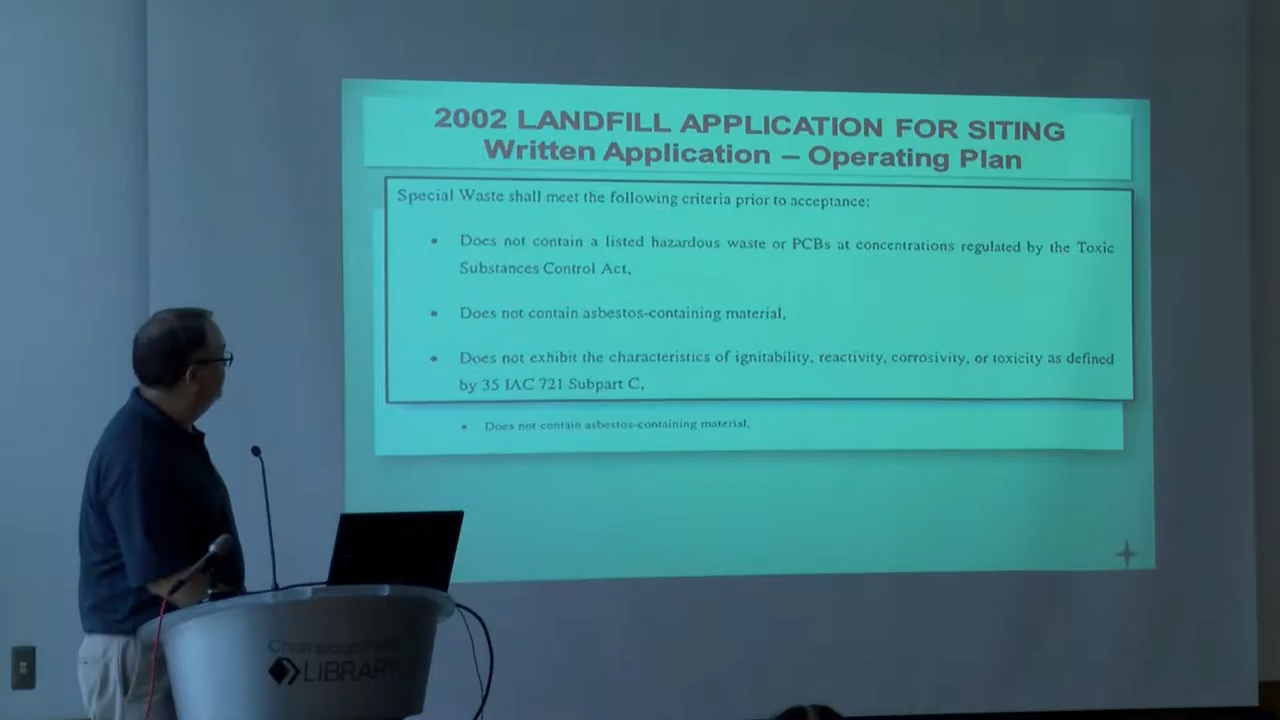 2002 LANDFILL APPLICATION FOR SITING
Written Application – Operating Plan
Special Waste shall meet the following criteria prior to acceptance:
• Does not contain a listed hazardous waste or PCBs at concentrations regulated by the Toxic
Substances Control Act,
• Does not contain asbestos-containing material,
• Does not exhibit the characteristics of ignitability, reactivity, corrosivity, or toxicity as defined
by 35 IAC 721 Subpart C,
• Does not contain asbestos-containing material,
LIBRARY